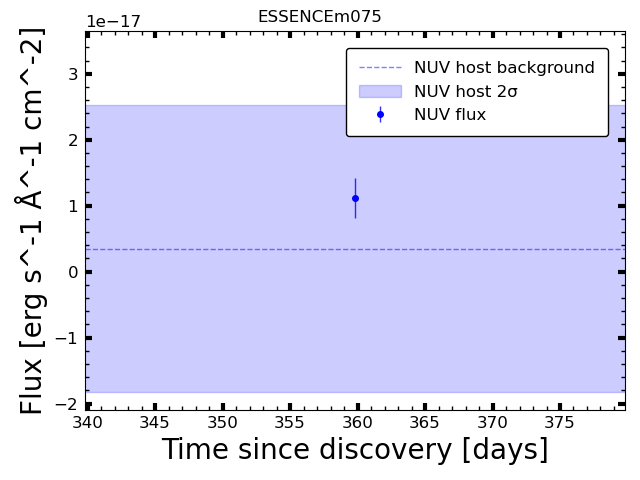 ESSENCEm075
1e−17
NUV host background
NUV host 2σ
NUV flux
Flux [erg s^-1 Å^-1 cm^-2]
3
2
1
0
−1
−2
340 345 350 355 360 365 370 375
Time since discovery [days]